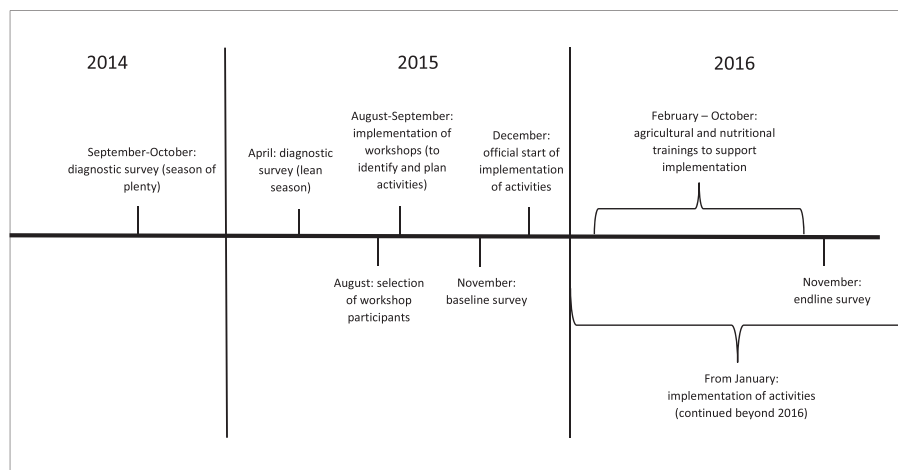 2014
2015
2016
September-October:
diagnostic survey (season of
plenty)
April: diagnostic
survey (lean
season)
August-September:
implementation of
workshops (to
identify and plan
activities)
December:
official start of
implementation
of activities
February – October:
agricultural and nutritional
trainings to support
implementation
August: selection
of workshop
participants
November:
baseline survey
November:
endline survey
From January:
implementation of activities
(continued beyond 2016)